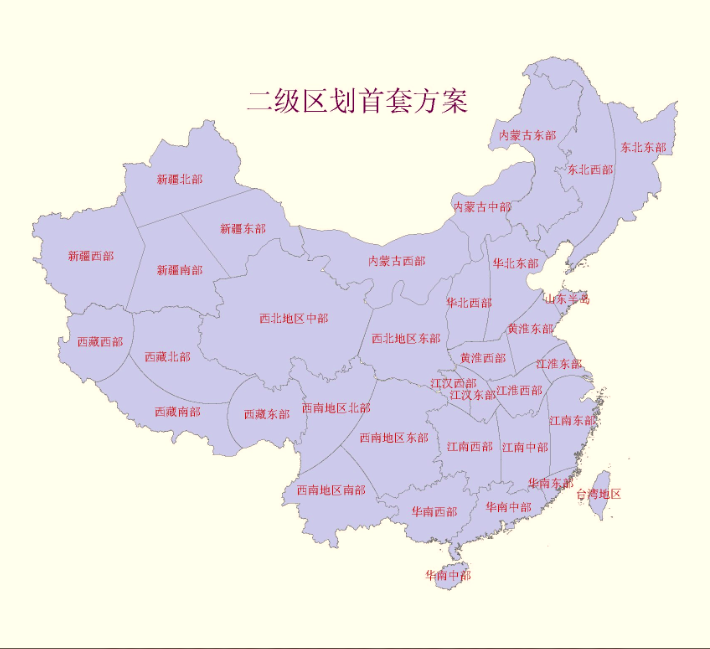 二级区划首套方案
内蒙古东部
东北东部
东北西部
新疆北部
内蒙古中部
新疆东部
新疆西部
内蒙古西部
华北东部
新疆南部
山东半岛
华北西部
西北地区中部
黄淮东部
西北地区东部
西藏西部
西藏北部
黄淮西部
江淮东部
江汉西部
江汉东部
江淮西部
西藏南部
西藏东部
西南地区北部
江南东部
西南地区东部
江南西部
江南中部
华南东部
西南地区南部
台湾地区
华南西部
华南中部
华南中部